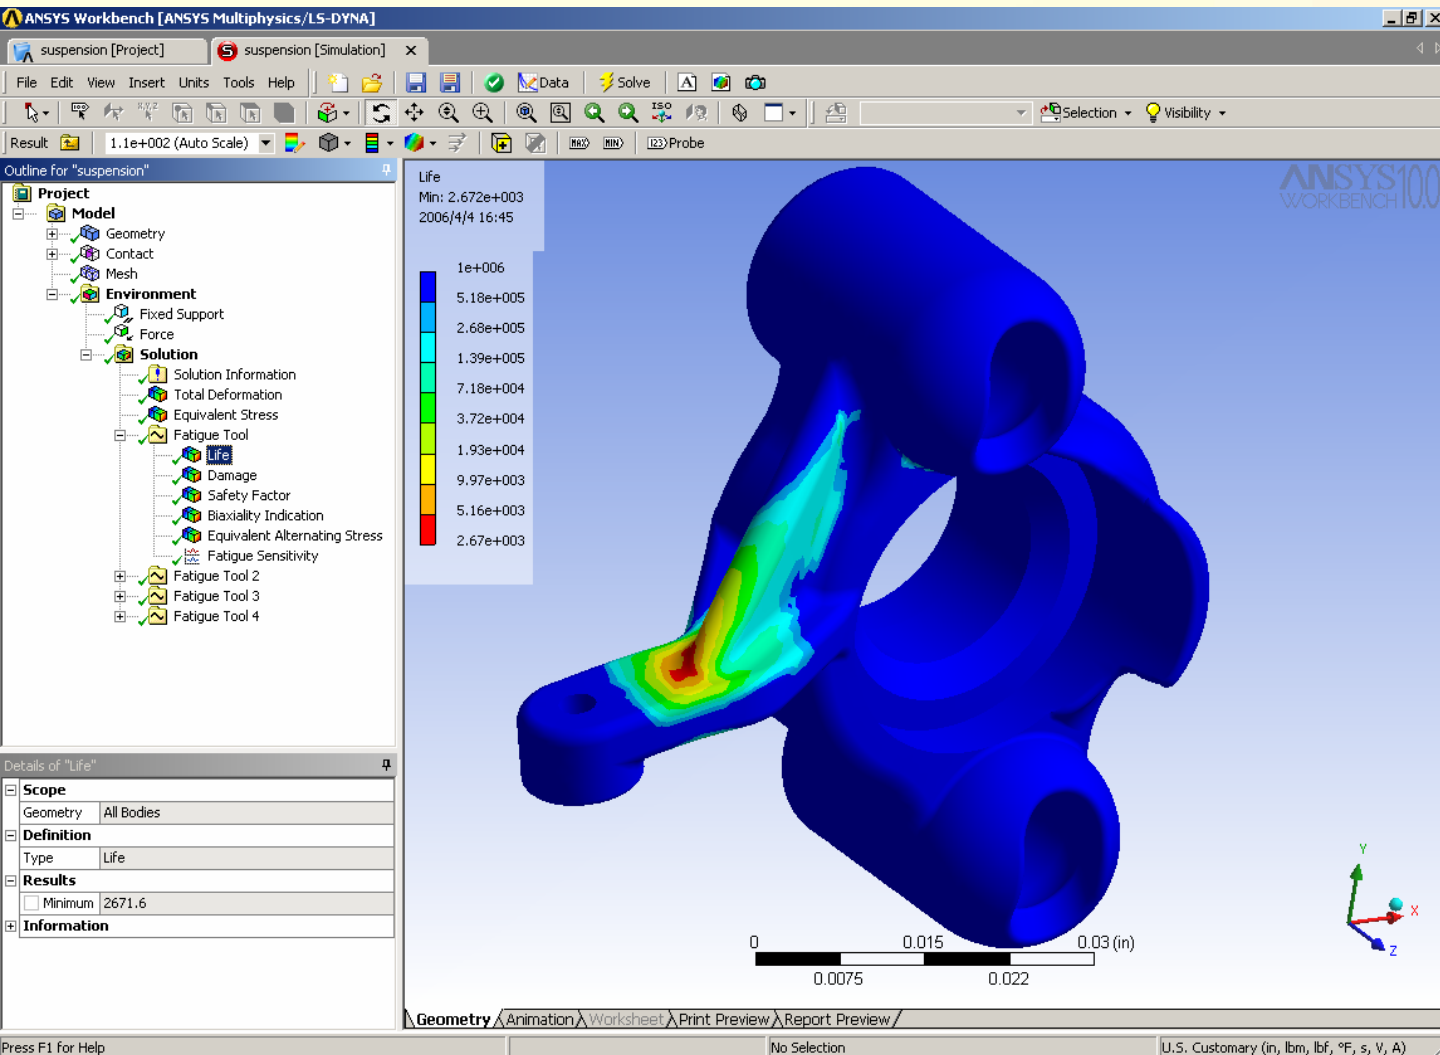 ANSYS Workbench [ANSYS Multiphysics/LS-DYNA]
suspension [Project]
suspension [Simulation]
File Edit View Insert Units Tools Help
Data
Solve
A
X,Y,Z
ISO
Selection
Visibility
Result
1.1e+002 (Auto Scale)
MAX
MIN
123
Probe
Outline for "suspension"
Project
Model
Geometry
Contact
Mesh
Environment
Fixed Support
Force
Solution
Solution Information
Total Deformation
Equivalent Stress
Fatigue Tool
Life
Damage
Safety Factor
Biaxiality Indication
Equivalent Alternating Stress
Fatigue Sensitivity
Fatigue Tool 2
Fatigue Tool 3
Fatigue Tool 4
Details of "Life"
Scope
Geometry All Bodies
Definition
Type Life
Results
Minimum 2671.6
Information
Life
Min: 2.672e+003
2006/4/4 16:45
1e+006
5.18e+005
2.68e+005
1.39e+005
7.18e+004
3.72e+004
1.93e+004
9.97e+003
5.16e+003
2.67e+003
ANSYS 10.0
WORKBENCH
0 0.015 0.03 (in)
0.0075 0.022
Y
X
Z
Geometry Animation Worksheet Print Preview Report Preview
Press F1 for Help
No Selection
U.S. Customary (in, lbm, lbf, °F, s, V, A)